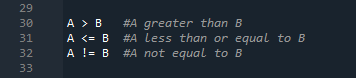 29
30 A > B #A greater than B
31 A <= B #A less than or equal to B
32 A != B #A not equal to B
33